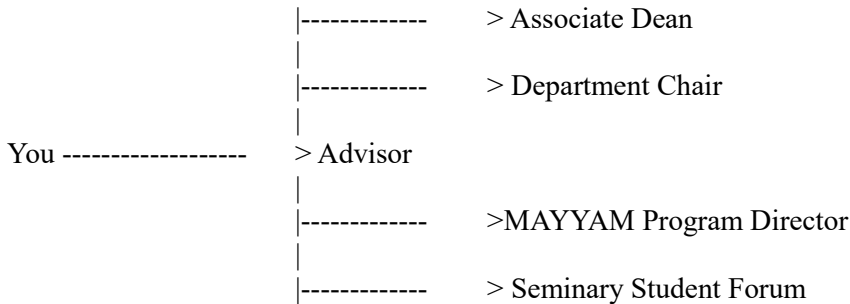 |------------- > Associate Dean
|
|------------- > Department Chair
|
You ------------------- > Advisor
|
|------------- >MAYYAM Program Director
|
|------------- > Seminary Student Forum